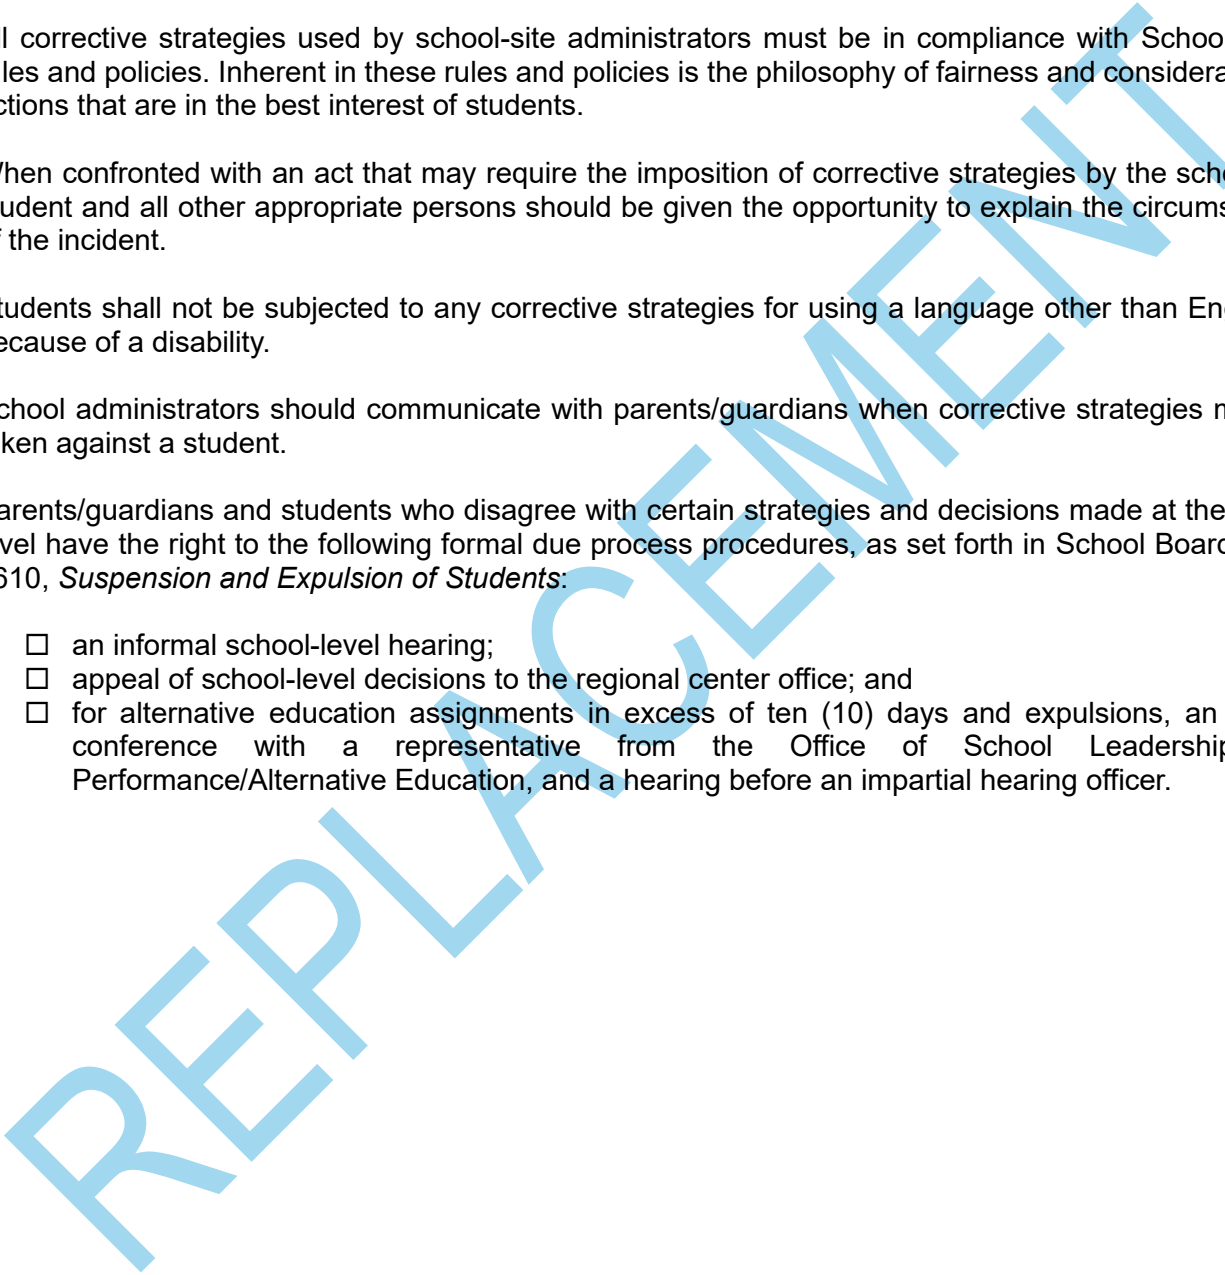 l corrective strategies used by school-site administrators must be in compliance with School
les and policies. Inherent in these rules and policies is the philosophy of fairness and considera
ctions that are in the best interest of students.
hen confronted with an act that may require the imposition of corrective strategies by the scho
udent and all other appropriate persons should be given the opportunity to explain the circums
f the incident.
tudents shall not be subjected to any corrective strategies for using a language other than Eng
ecause of a disability.
chool administrators should communicate with parents/guardians when corrective strategies m
ken against a student.
arents/guardians and students who disagree with certain strategies and decisions made at the
vel have the right to the following formal due process procedures, as set forth in School Board
610, Suspension and Expulsion of Students:
☐ an informal school-level hearing;
☐ appeal of school-level decisions to the regional center office; and
☐ for alternative education assignments in excess of ten (10) days and expulsions, an
conference with a representative from the Office of School Leadership
Performance/Alternative Education, and a hearing before an impartial hearing officer.
REPLACEMENT